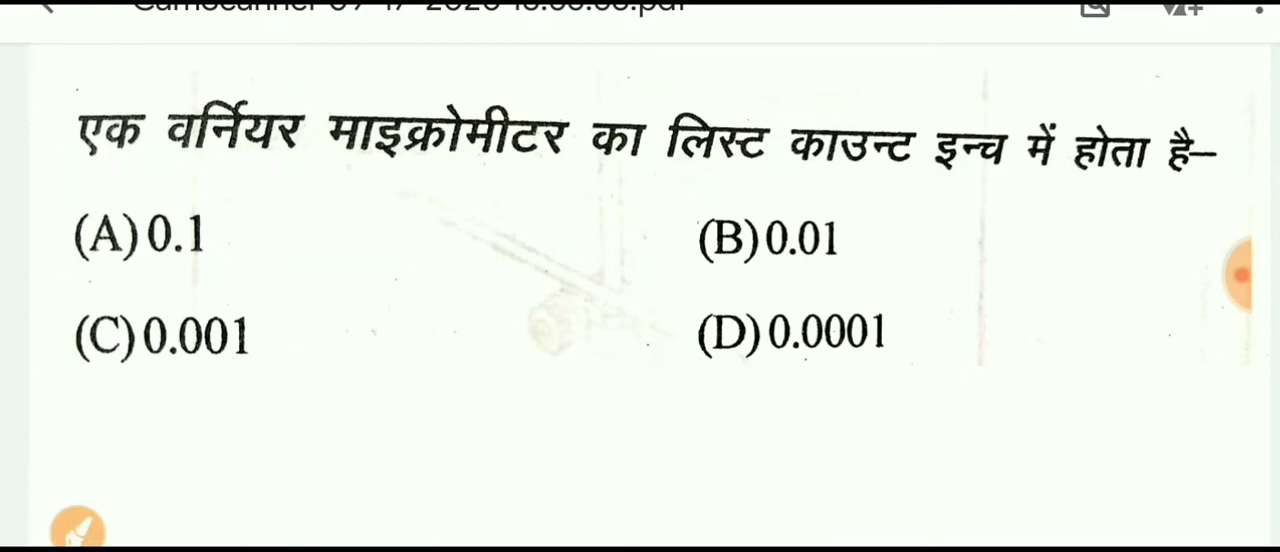 एक वर्नियर माइक्रोमीटर का लिस्ट काउन्ट इन्च में होता है–
(A) 0.1
(B) 0.01
(C) 0.001
(D) 0.0001